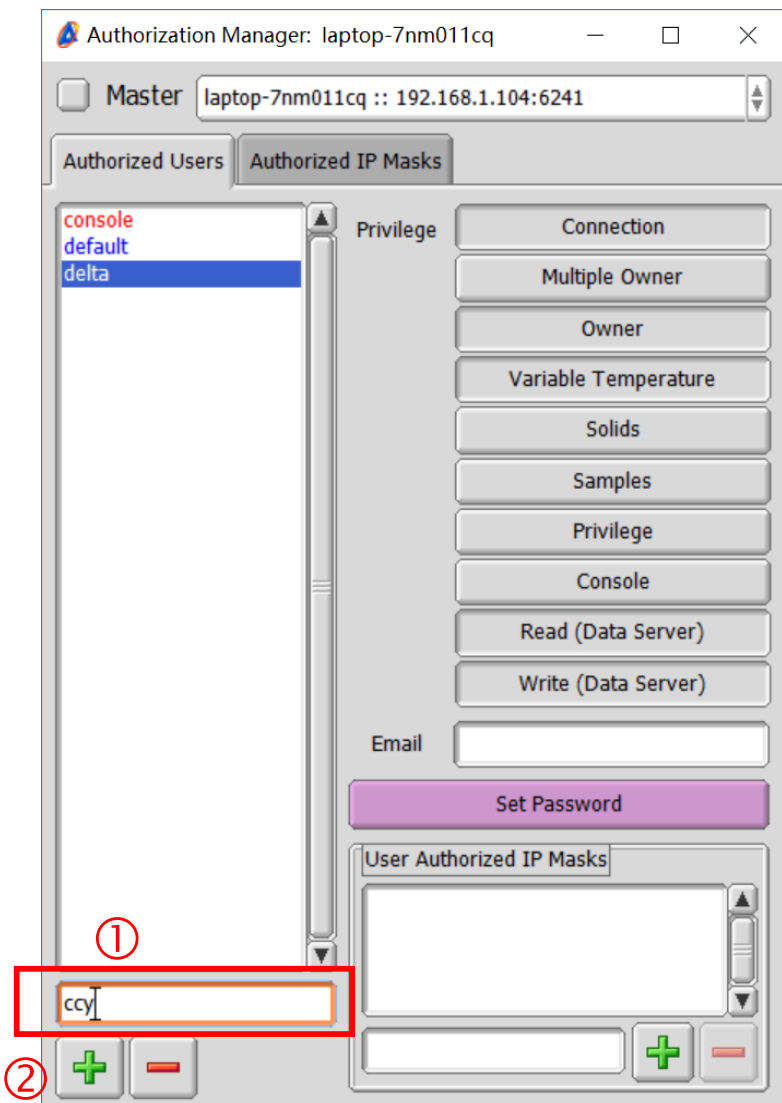 Authorization Manager: laptop-7nm011cq
Master
laptop-7nm011cq :: 192.168.1.104:6241
Authorized Users
Authorized IP Masks
console
default
delta
Privilege
Connection
Multiple Owner
Owner
Variable Temperature
Solids
Samples
Privilege
Console
Read (Data Server)
Write (Data Server)
Email
Set Password
User Authorized IP Masks
①
ccy
②